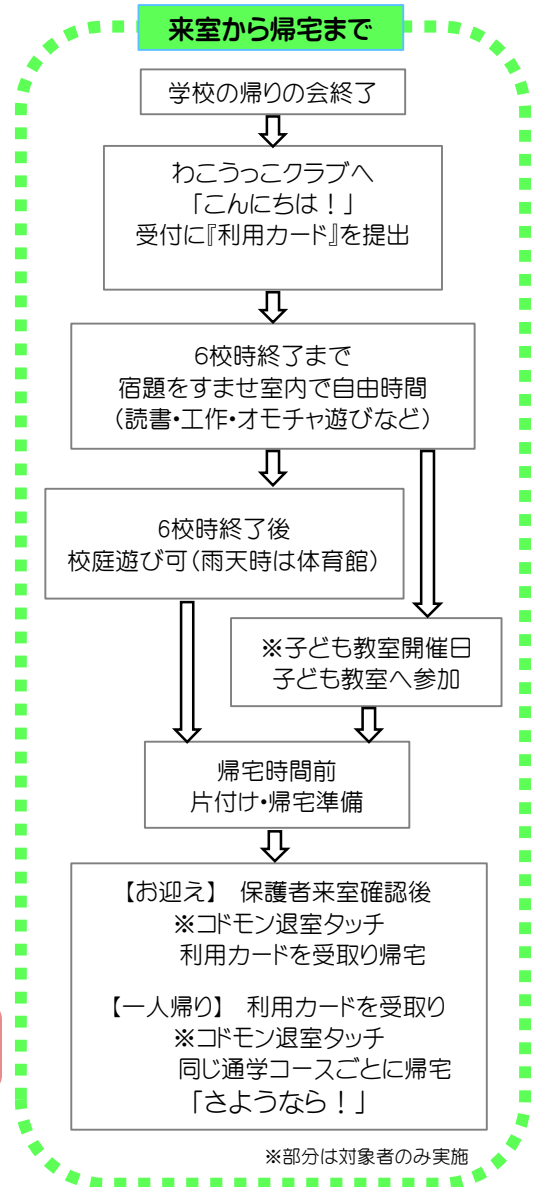 来室から帰宅まで
学校の帰りの会終了
わこうっこクラブへ
「こんにちは！」
受付に『利用カード』を提出
6校時終了まで
宿題をすませ室内で自由時間
（読書・工作・オモチャ遊びなど）
6校時終了後
校庭遊び可（雨天時は体育館）
※子ども教室開催日
子ども教室へ参加
帰宅時間前
片付け・帰宅準備
【お迎え】 保護者来室確認後
※コドモン退室タッチ
利用カードを受取り帰宅
【一人帰り】 利用カードを受取り
※コドモン退室タッチ
同じ通学コースごとに帰宅
「さようなら！」
※部分は対象者のみ実施